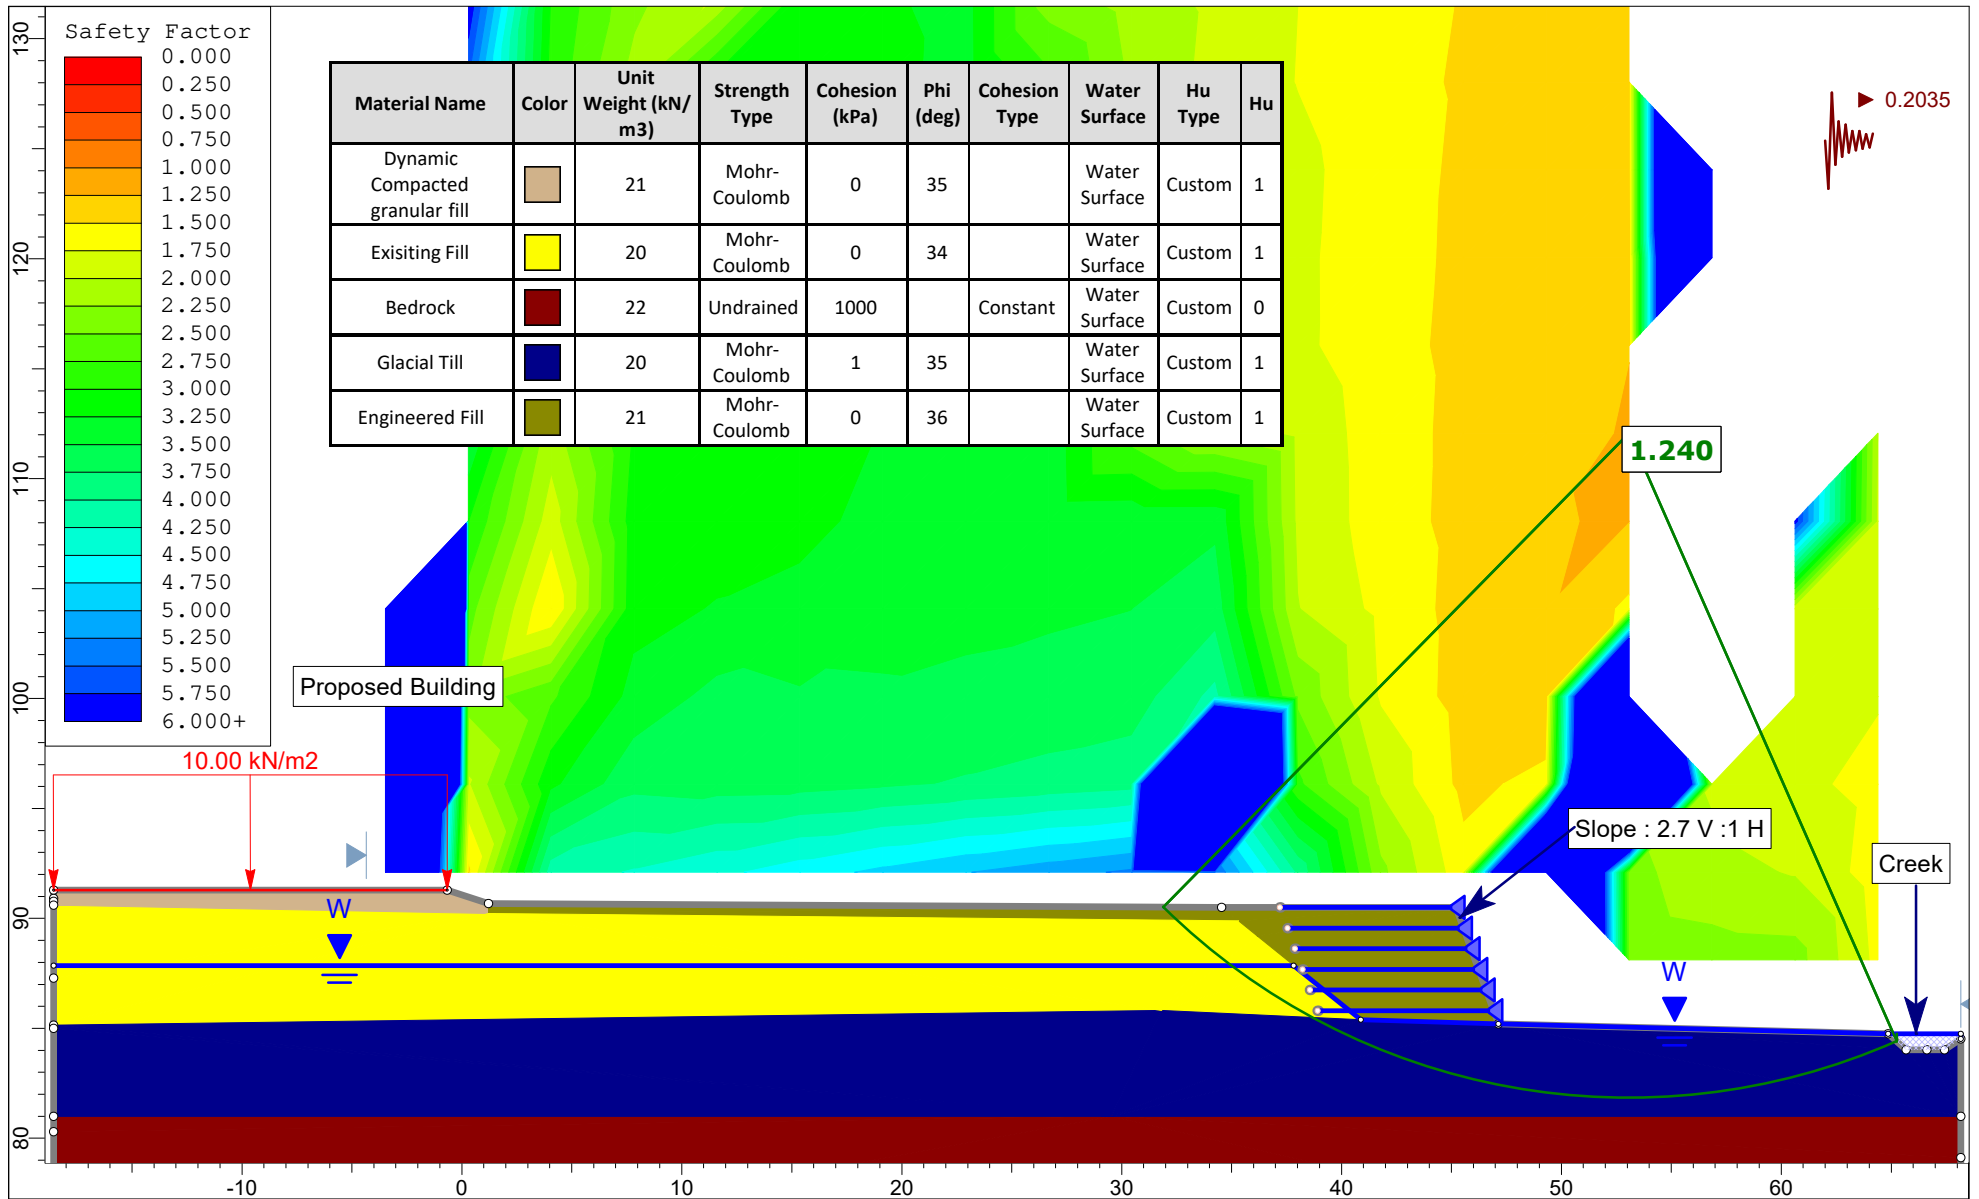 Safety Factor
0.000
0.250
0.500
0.750
1.000
1.250
1.500
1.750
2.000
2.250
2.500
2.750
3.000
3.250
3.500
3.750
4.000
4.250
4.500
4.750
5.000
5.250
5.500
5.750
6.000+
Material Name Color Unit Weight (kN/m3) Strength Type Cohesion (kPa) Phi (deg) Cohesion Type Water Surface Hu Type Hu
Dynamic Compacted granular fill 21 Mohr-Coulomb 0 35 Water Surface Custom 1
Exisiting Fill 20 Mohr-Coulomb 0 34 Water Surface Custom 1
Bedrock 22 Undrained 1000 Constant Water Surface Custom 0
Glacial Till 20 Mohr-Coulomb 1 35 Water Surface Custom 1
Engineered Fill 21 Mohr-Coulomb 0 36 Water Surface Custom 1
0.2035
1.240
Proposed Building
10.00 kN/m2
Slope : 2.7 V :1 H
Creek
W
W
130
120
110
100
90
80
-10 0 10 20 30 40 50 60